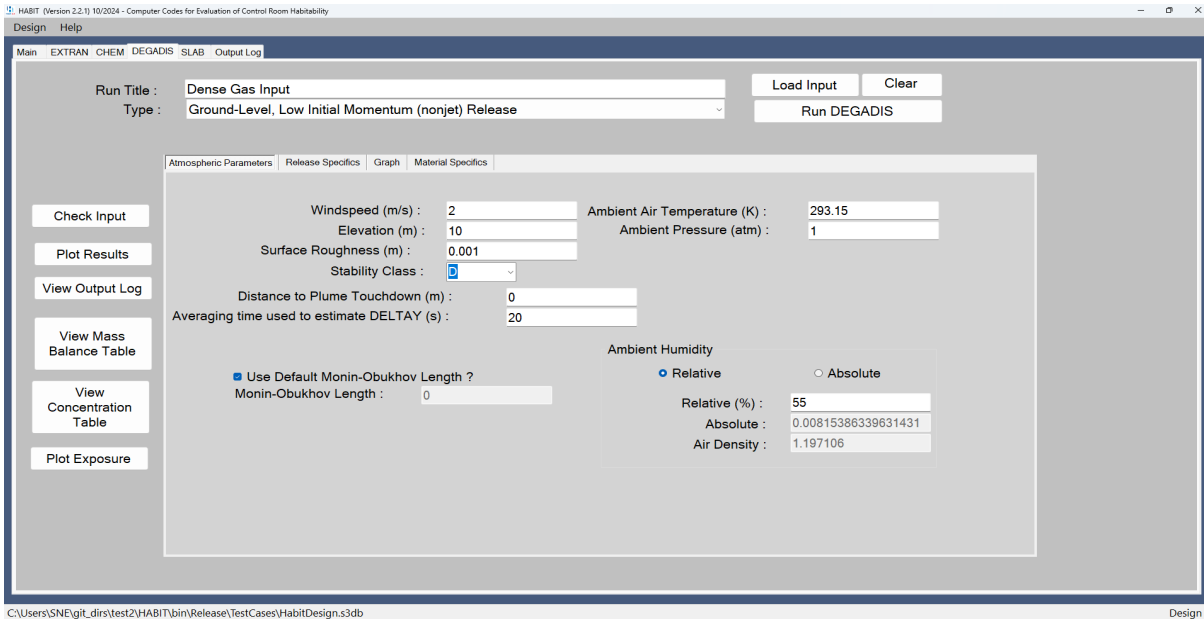 HABIT (Version 2.2.1) 10/2024 - Computer Codes for Evaluation of Control Room Habitability
Design Help
Main EXTRAN CHEM DEGADIS SLAB Output Log
Run Title : Dense Gas Input
Type : Ground-Level, Low Initial Momentum (nonjet) Release
Load Input Clear
Run DEGADIS
Atmospheric Parameters Release Specifics Graph Material Specifics
Check Input
Plot Results
View Output Log
View Mass
Balance Table
View
Concentration
Table
Plot Exposure
Windspeed (m/s) : 2
Elevation (m) : 10
Surface Roughness (m) : 0.001
Stability Class : D
Distance to Plume Touchdown (m) : 0
Averaging time used to estimate DELTAY (s) : 20
Use Default Monin-Obukhov Length ?
Monin-Obukhov Length : 0
Ambient Air Temperature (K) : 293.15
Ambient Pressure (atm) : 1
Ambient Humidity
Relative Absolute
Relative (%) : 55
Absolute : 0.00815386339631431
Air Density : 1.197106
C:\Users\SNE\git_dirs\test2\HABIT\bin\Release\TestCases\HabitDesign.s3db
Design